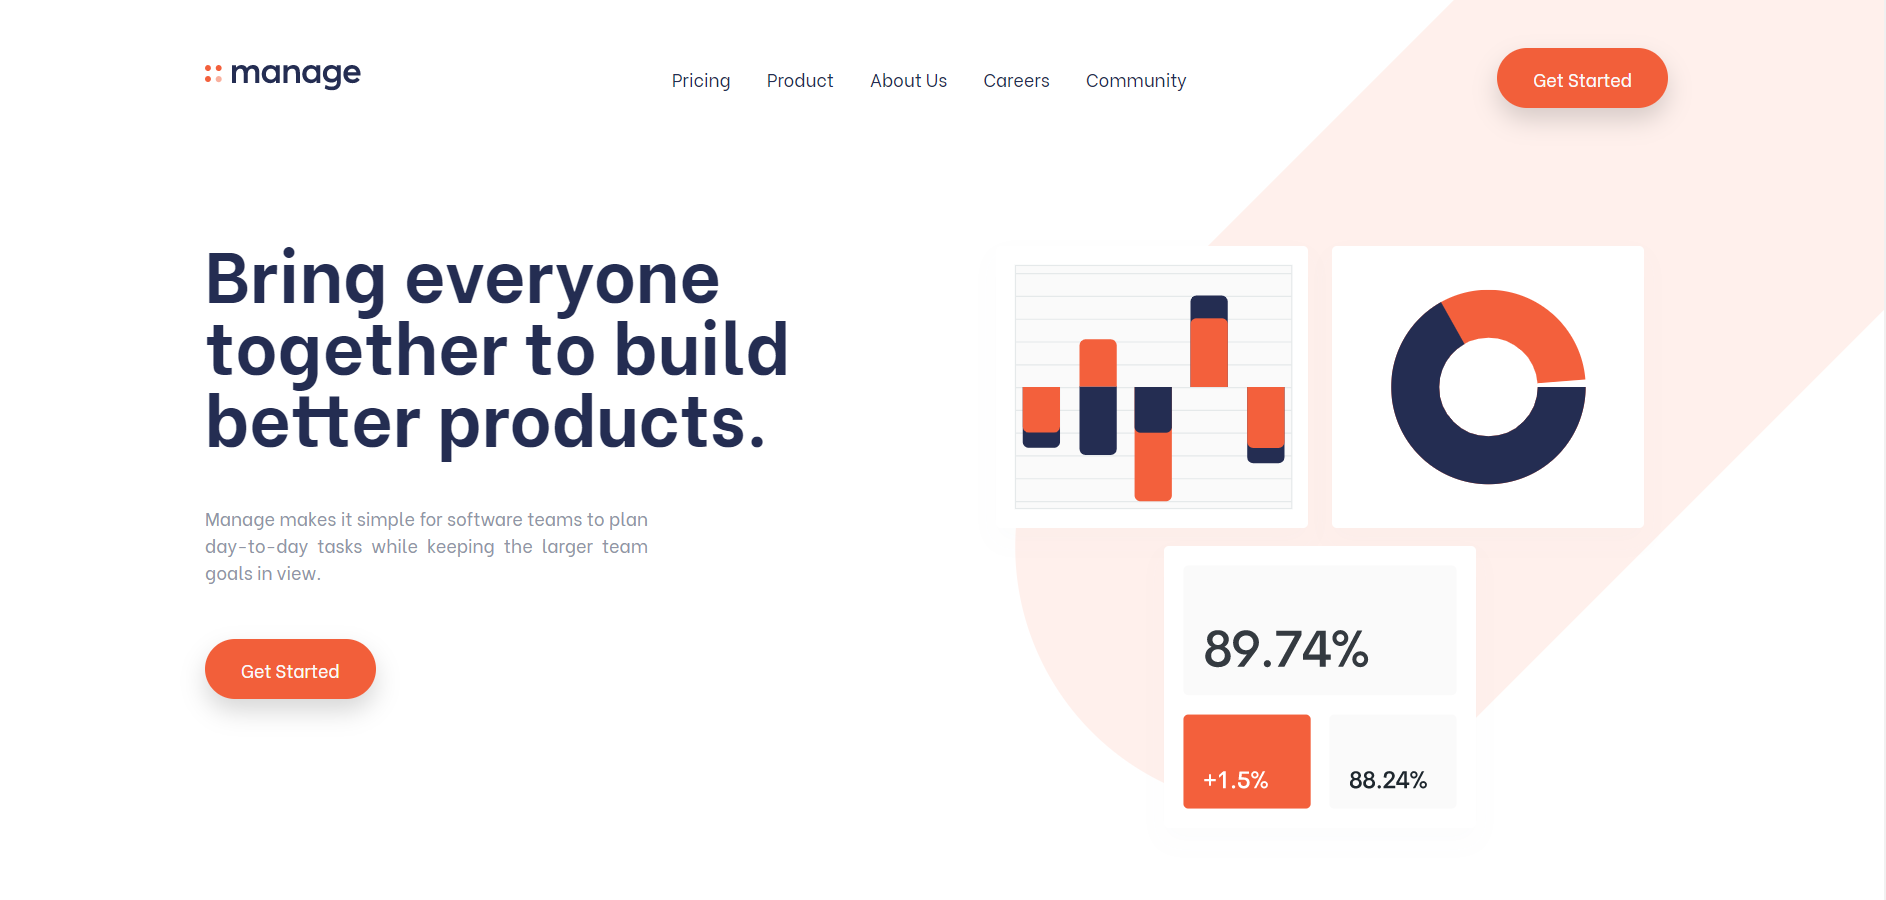 manage
Pricing Product About Us Careers Community
Get Started
Bring everyone
together to build
better products.
Manage makes it simple for software teams to plan
day-to-day tasks while keeping the larger team
goals in view.
Get Started
89.74%
+1.5%
88.24%